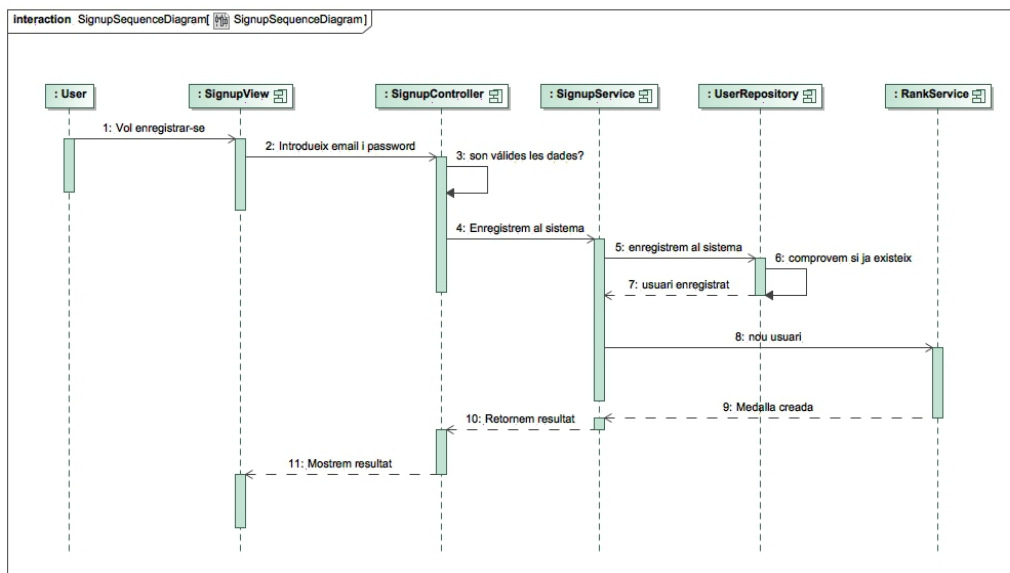 interaction SignupSequenceDiagram[ SignupSequenceDiagram]
: User
: SignupView
: SignupController
: SignupService
: UserRepository
: RankService
1: Vol enregistrar-se
2: Introdueix email i password
3: son válides les dades?
4: Enregistrem al sistema
5: enregistrem al sistema
6: comprovem si ja existeix
7: usuari enregistrat
8: nou usuari
9: Medalla creada
10: Retornem resultat
11: Mostrem resultat